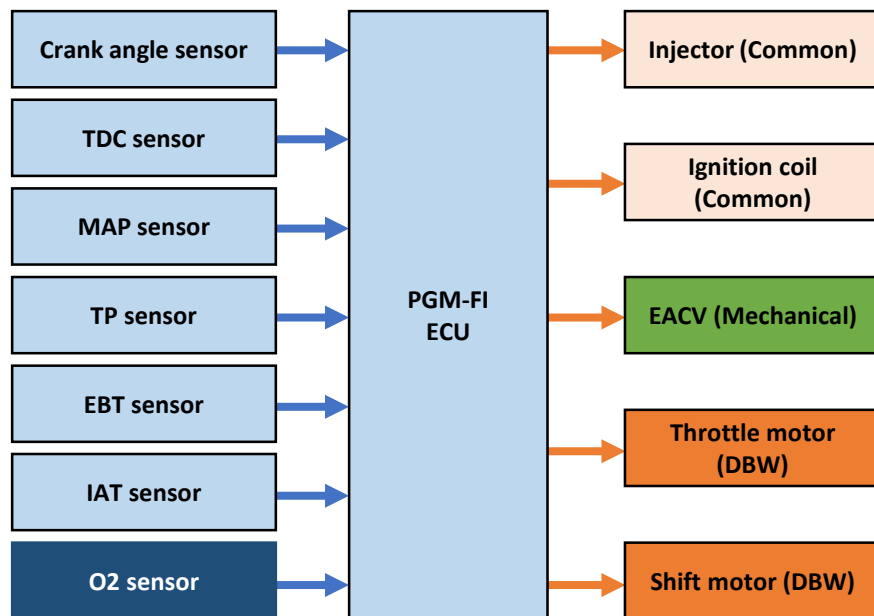 Crank angle sensor
TDC sensor
MAP sensor
TP sensor
EBT sensor
IAT sensor
O2 sensor
PGM-FI
ECU
Injector (Common)
Ignition coil
(Common)
EACV (Mechanical)
Throttle motor
(DBW)
Shift motor (DBW)